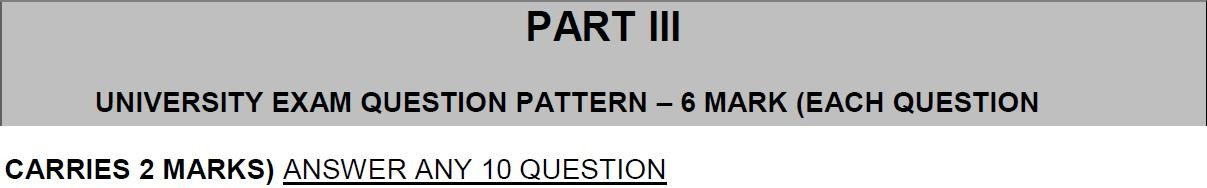 PART III
UNIVERSITY EXAM QUESTION PATTERN – 6 MARK (EACH QUESTION
CARRIES 2 MARKS) ANSWER ANY 10 QUESTION